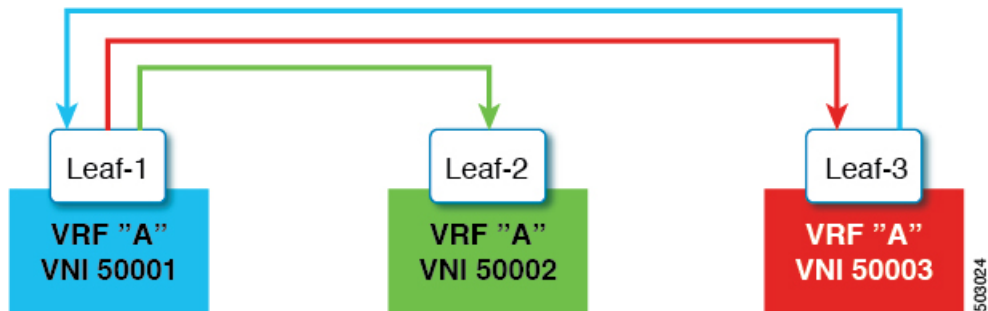 Leaf-1
Leaf-2
Leaf-3
VRF ”A”
VNI 50001
VRF ”A”
VNI 50002
VRF ”A”
VNI 50003
503024